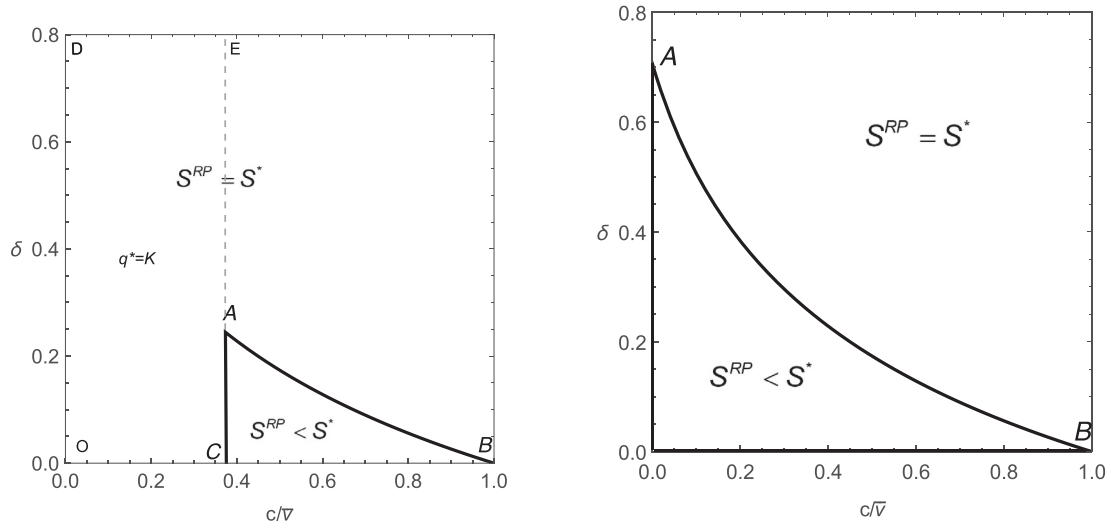 0.8
D
E
0.6
S^{RP} = S^*
δ
0.4
q*=K
A
0.2
S^{RP} < S^*
O
C
B
0.0
0.0 0.2 0.4 0.6 0.8 1.0
c/v̅
0.8
A
0.6
S^{RP} = S^*
δ
0.4
0.2
S^{RP} < S^*
B
0.0
0.0 0.2 0.4 0.6 0.8 1.0
c/v̅